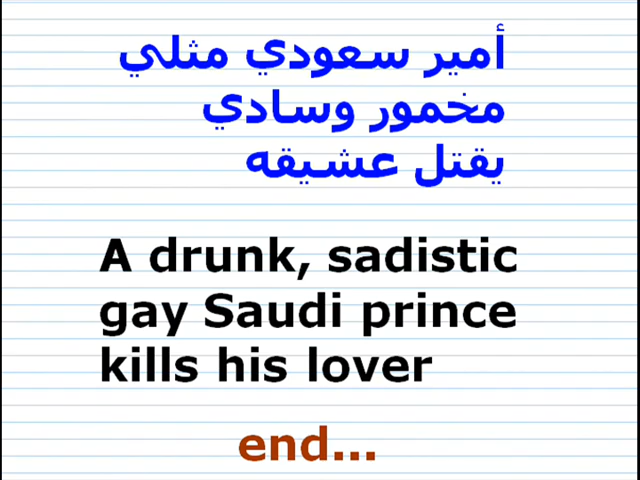 أمير سعودي مثلي
مخمور وسادي
يقتل عشيقه
A drunk, sadistic
gay Saudi prince
kills his lover
end...